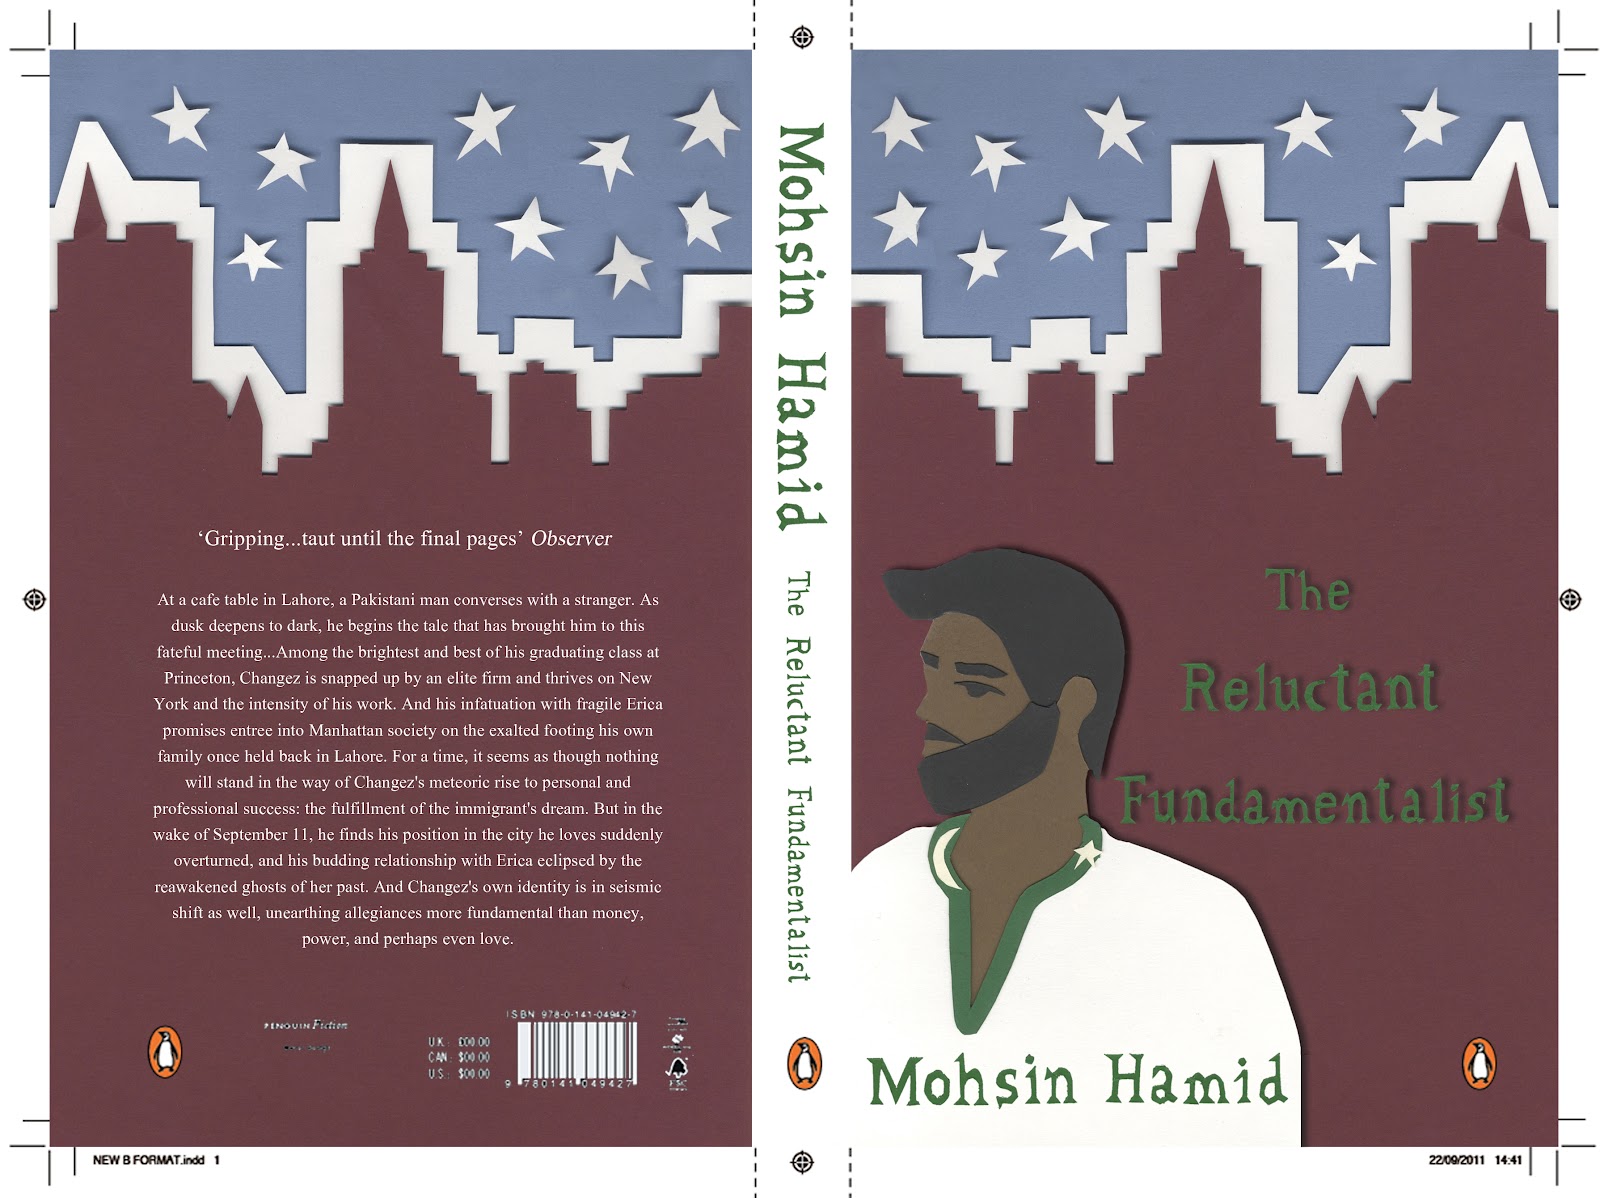 ‘Gripping...taut until the final pages’ Observer
At a cafe table in Lahore, a Pakistani man converses with a stranger. As
dusk deepens to dark, he begins the tale that has brought him to this
fateful meeting...Among the brightest and best of his graduating class at
Princeton, Changez is snapped up by an elite firm and thrives on New
York and the intensity of his work. And his infatuation with fragile Erica
promises entree into Manhattan society on the exalted footing his own
family once held back in Lahore. For a time, it seems as though nothing
will stand in the way of Changez's meteoric rise to personal and
professional success: the fulfillment of the immigrant's dream. But in the
wake of September 11, he finds his position in the city he loves suddenly
overturned, and his budding relationship with Erica eclipsed by the
reawakened ghosts of her past. And Changez's own identity is in seismic
shift as well, unearthing allegiances more fundamental than money,
power, and perhaps even love.
PENGUIN Fiction
U.K. £00.00
CAN. $00.00
U.S. $00.00
ISBN 978-0-141-04942-7
9 780141 049427
FSC
Mohsin Hamid The Reluctant Fundamentalist
The
Reluctant
Fundamentalist
Mohsin Hamid
NEW B FORMAT.indd 1
22/09/2011 14:41